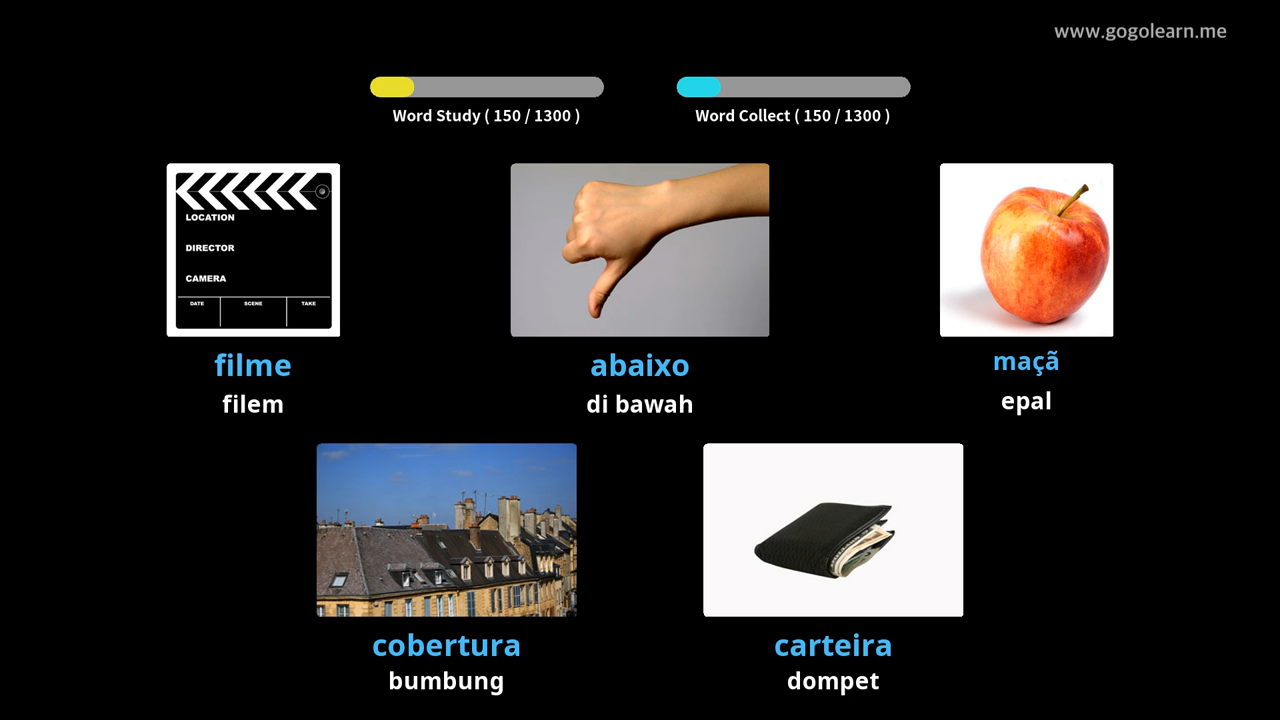 www.gogolearn.me
Word Study ( 150 / 1300 )
Word Collect ( 150 / 1300 )
LOCATION
DIRECTOR
CAMERA
DATE
SCENE
TAKE
filme
filem
abaixo
di bawah
maçã
epal
cobertura
bumbung
carteira
dompet